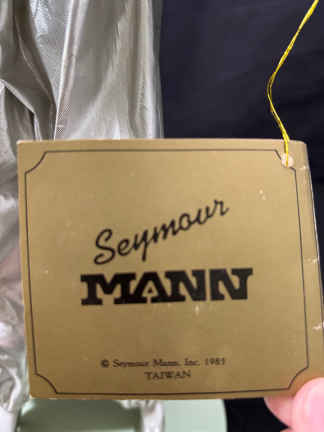 Seymour
MANN
© Seymour Mann, Inc. 1985
TAIWAN